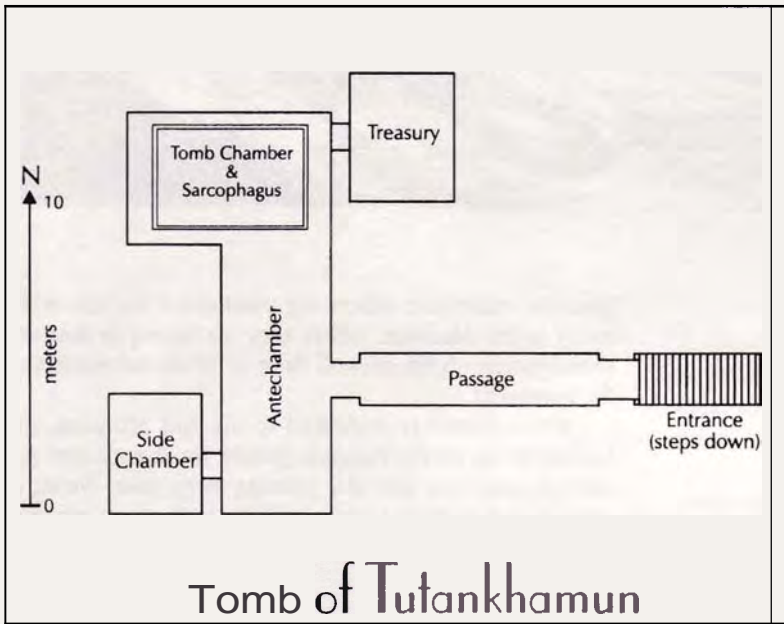 Treasury
Tomb Chamber
&
Sarcophagus
N
10
meters
Antechamber
Passage
Side
Chamber
Entrance
(steps down)
0
Tomb of Tutankhamun